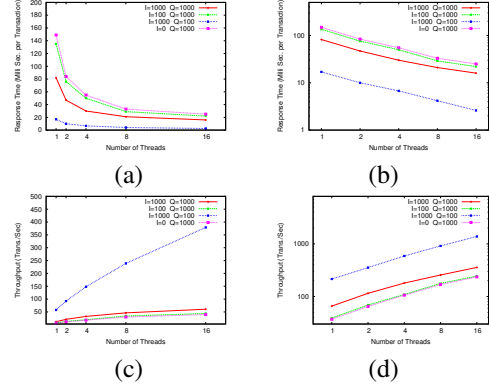 200
180
160
140
120
100
80
60
40
20
0
Response Time (Milli Sec. per Transaction)
I=1000 Q=1000
I=100 Q=1000
I=1000 Q=100
I=0 Q=1000
1 2 4 8 16
Number of Threads
(a)
100
10
1
Response Time (Milli Sec. per Transaction)
I=1000 Q=1000
I=100 Q=1000
I=1000 Q=100
I=0 Q=1000
1 2 4 8 16
Number of Threads
(b)
500
450
400
350
300
250
200
150
100
50
Throughput (Trans./Sec)
I=1000 Q=1000
I=100 Q=1000
I=1000 Q=100
I=0 Q=1000
1 2 4 8 16
Number of Threads
(c)
1000
100
Throughput (Trans./Sec)
I=1000 Q=1000
I=100 Q=1000
I=1000 Q=100
I=0 Q=1000
1 2 4 8 16
Number of Threads
(d)